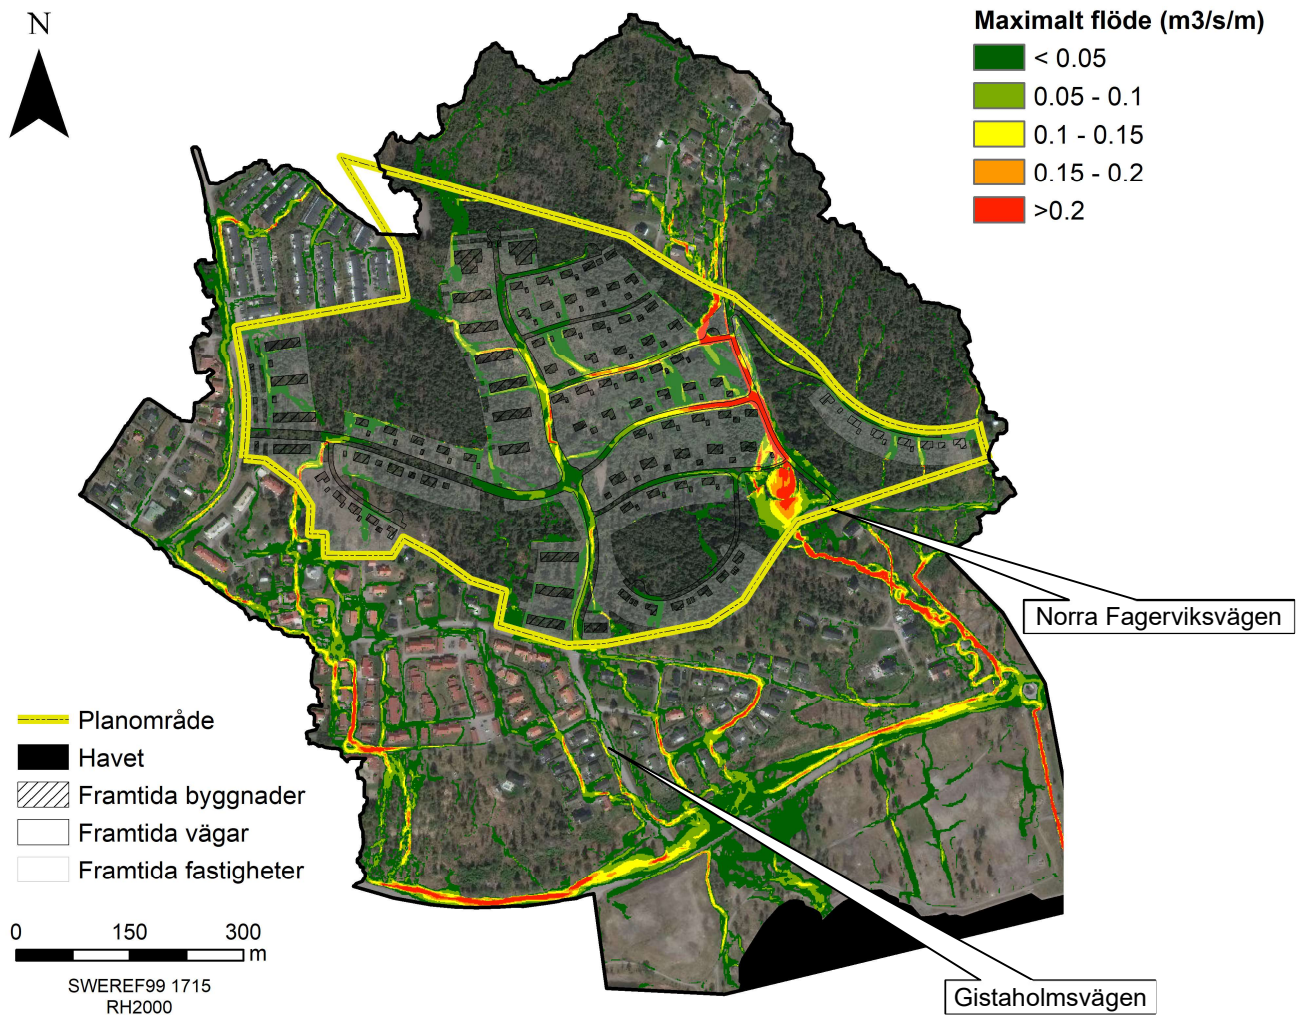 N
Maximalt flöde (m3/s/m)
< 0.05
0.05 - 0.1
0.1 - 0.15
0.15 - 0.2
>0.2
Norra Fagerviksvägen
Planområde
Havet
Framtida byggnader
Framtida vägar
Framtida fastigheter
0 150 300
m
SWEREF99 1715
RH2000
Gistaholmsvägen